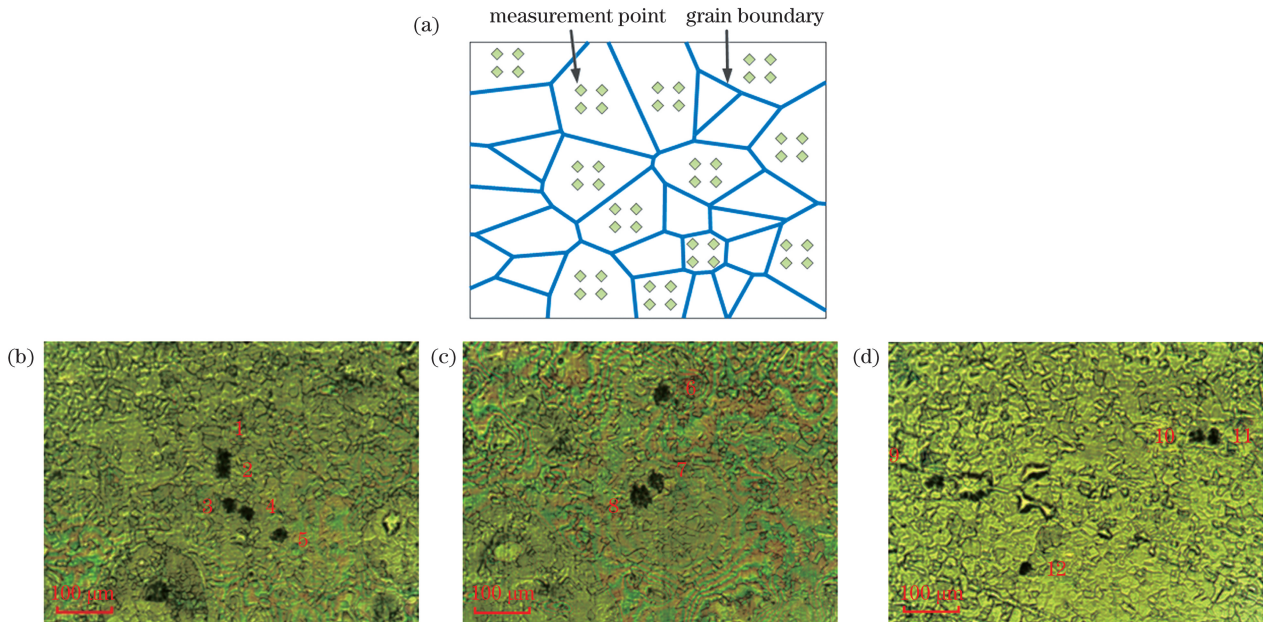 (a)
measurement point
grain boundary
(b)
1
2
3
4
5
100 μm
(c)
6
7
8
100 μm
(d)
9
10
11
12
100 μm